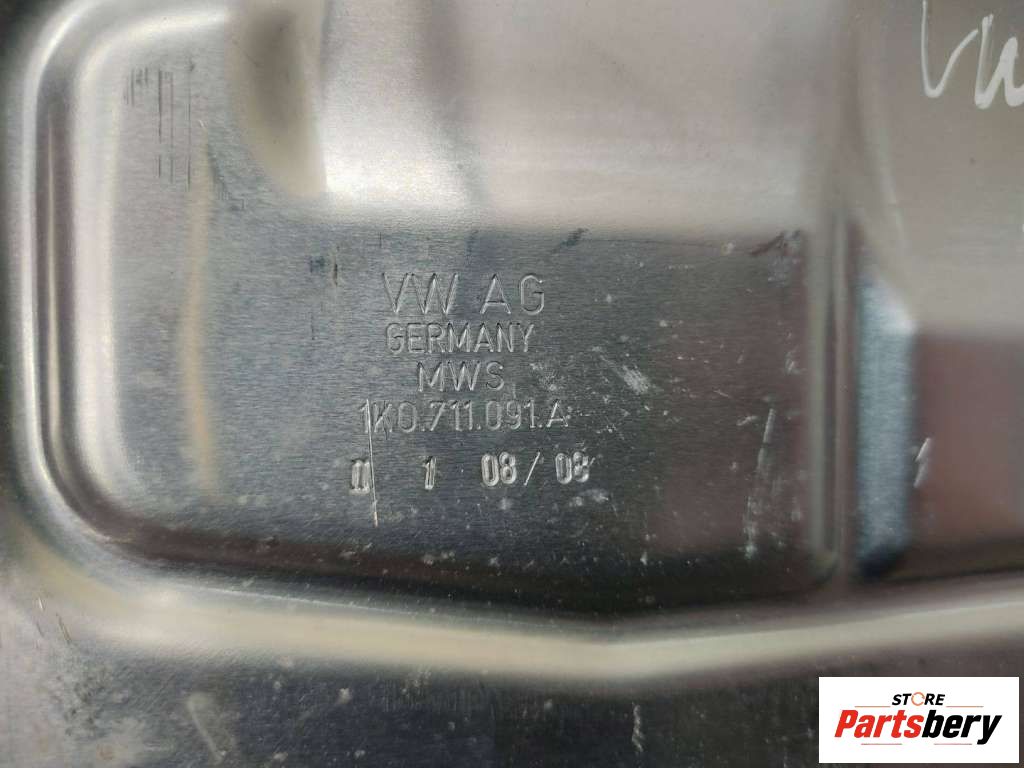 VW AG
GERMANY
MWS
1K0.711.091.A
1 08/08
STORE
Partsbery